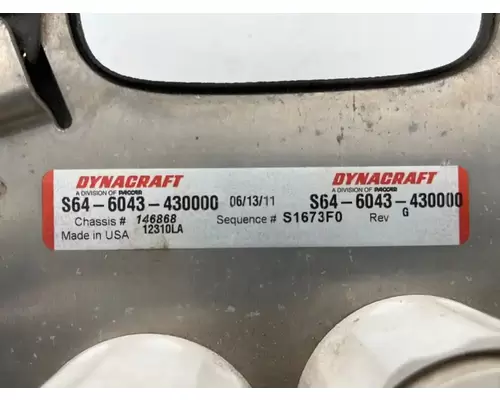 DYNACRAFT DYNACRAFT
A DIVISION OF PACCAR A DIVISION OF PACCAR
S64-6043-430000 06/13/11 S64-6043-430000
Chassis # 146868 Sequence # S1673F0 Rev G
Made in USA 12310LA